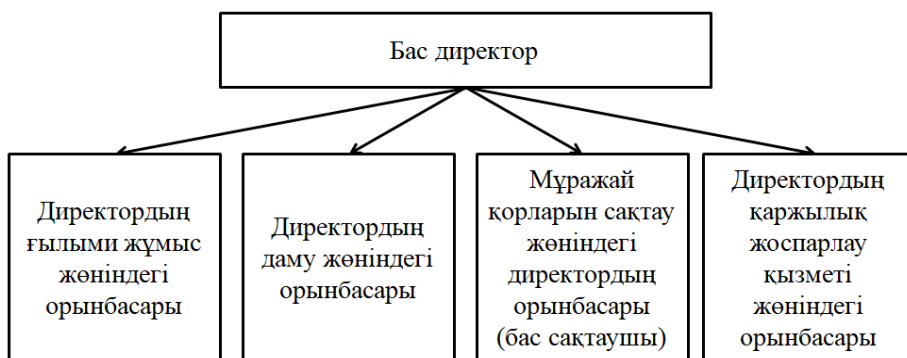 Бас директор
Директордың
ғылыми жұмыс
жөніндегі
орынбасары
Директордың
даму жөніндегі
орынбасары
Мұражай
қорларын сақтау
жөніндегі
директордың
орынбасары
(бас сақтаушы)
Директордың
қаржылық
жоспарлау
қызметі
жөніндегі
орынбасары